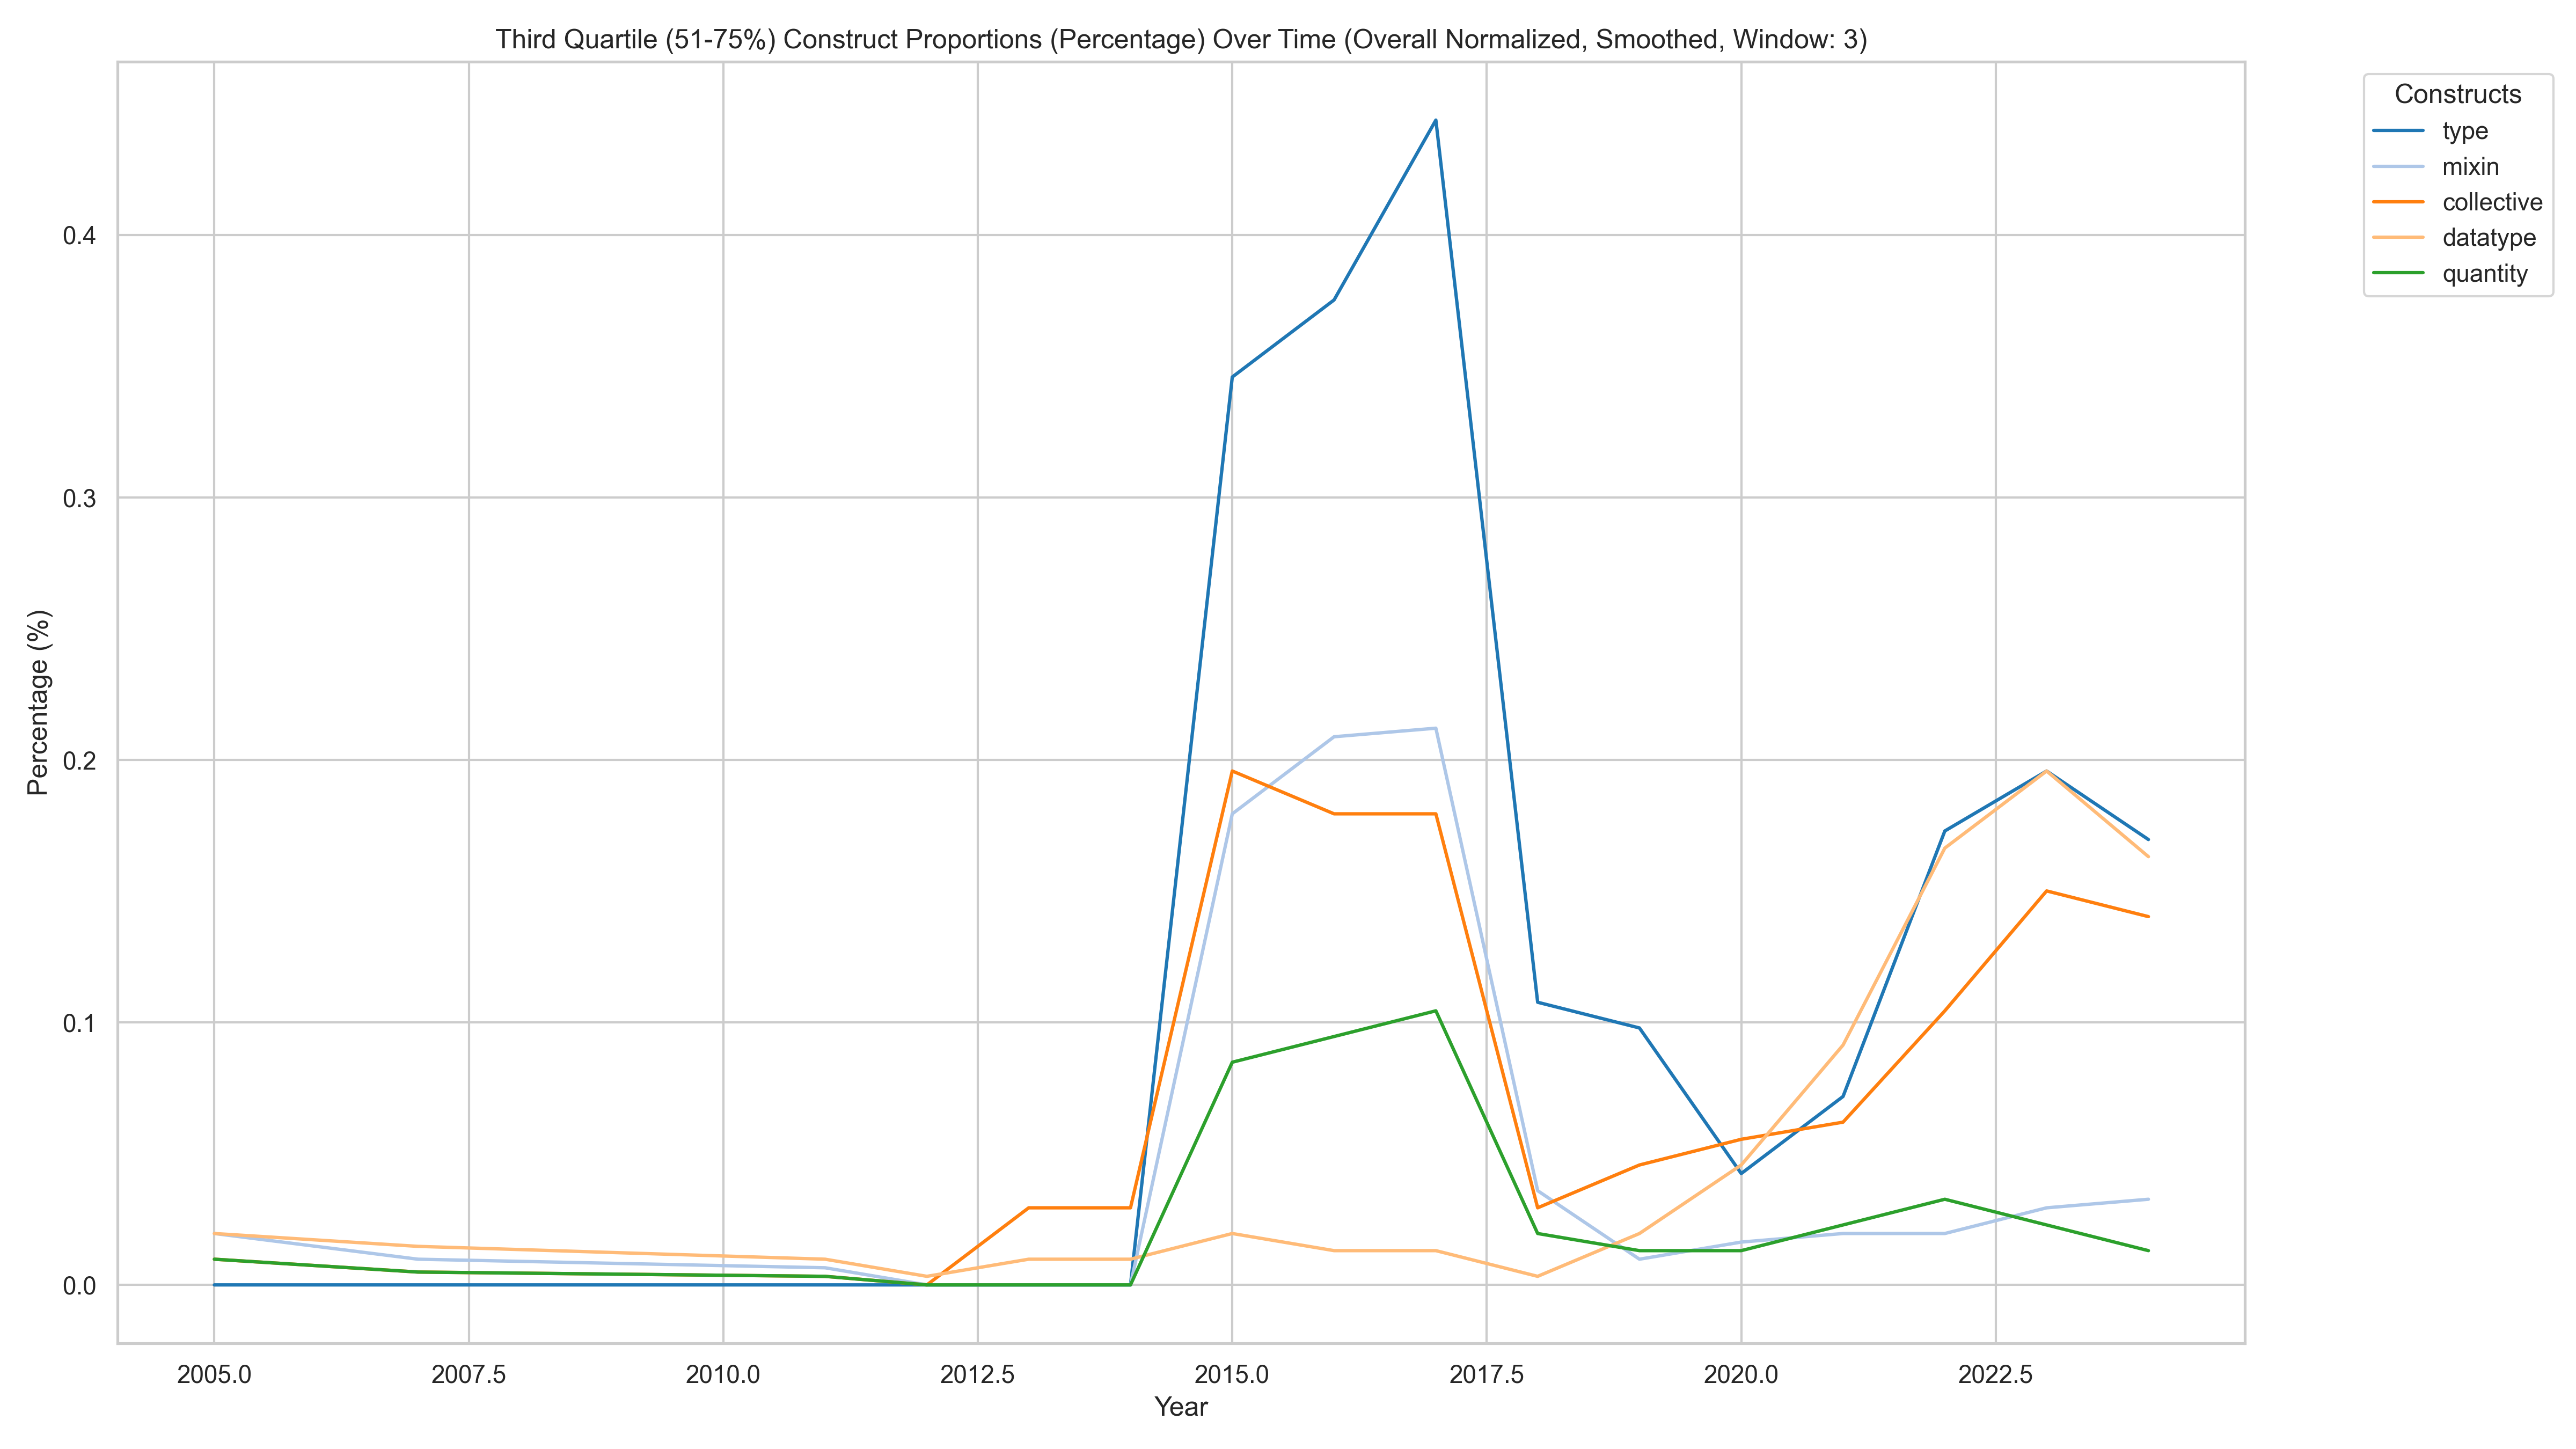 Third Quartile (51-75%) Construct Proportions (Percentage) Over Time (Overall Normalized, Smoothed, Window: 3)
Constructs
type
mixin
collective
datatype
quantity
Percentage (%)
0.4
0.3
0.2
0.1
0.0
2005.0 2007.5 2010.0 2012.5 2015.0 2017.5 2020.0 2022.5
Year